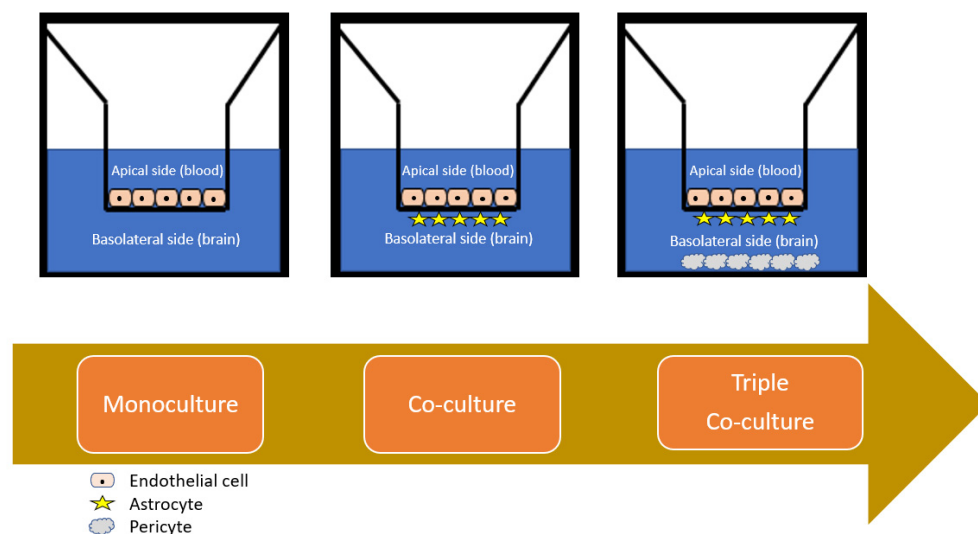 Apical side (blood)
Basolateral side (brain)
Apical side (blood)
Basolateral side (brain)
Apical side (blood)
Basolateral side (brain)
Monoculture
Co-culture
Triple
Co-culture
Endothelial cell
Astrocyte
Pericyte